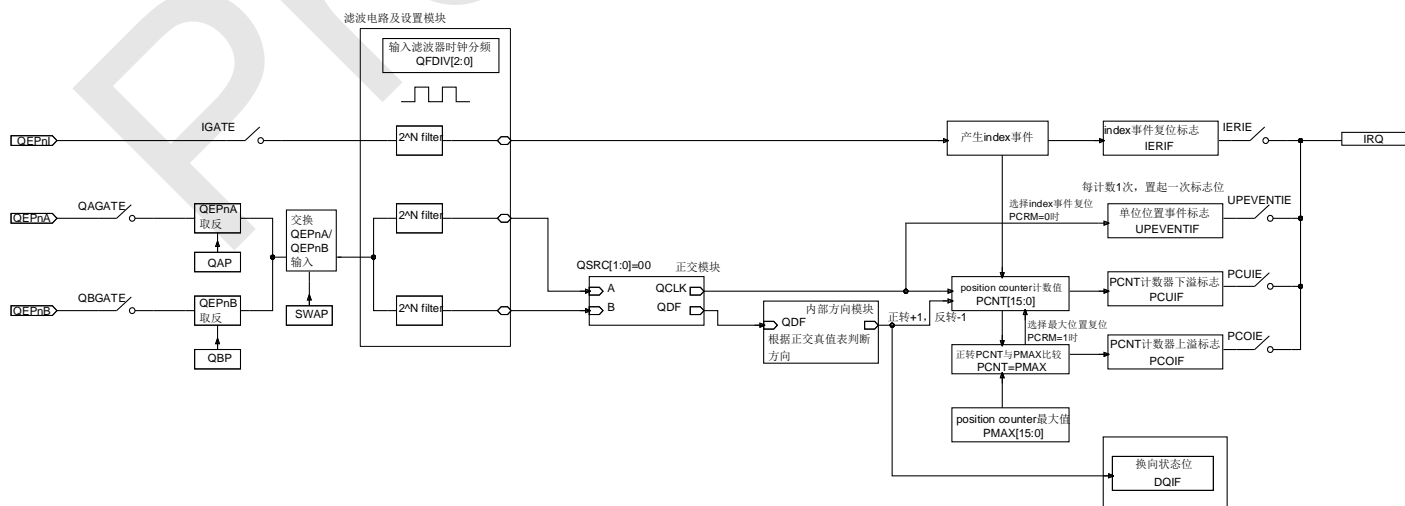 滤波电路及设置模块
输入滤波器时钟分频
QFDIV[2:0]
QEPnI
IGATE
2^N filter
产生index事件
index事件复位标志
IERIF
IERIE
IRQ
每计数1次，置起一次标志位
选择index事件复位
PCRM=0时
单位位置事件标志
UPEVENTIF
UPEVENTIE
QEPnA
QAGATE
QEPnA
取反
QAP
交换
QEPnA/
QEPnB
输入
SWAP
2^N filter
QSRC[1:0]=00
正交模块
A
QCLK
B
QDF
position counter计数值
PCNT[15:0]
PCNT计数器下溢标志
PCUIF
PCUIE
QEPnB
QBGATE
QEPnB
取反
QBP
2^N filter
内部方向模块
QDF
根据正交真值表判断
方向
正转+1，反转-1
选择最大位置复位
PCRM=1时
正转PCNT与PMAX比较
PCNT=PMAX
PCNT计数器上溢标志
PCOIF
PCOIE
position counter最大值
PMAX[15:0]
换向状态位
DQIF